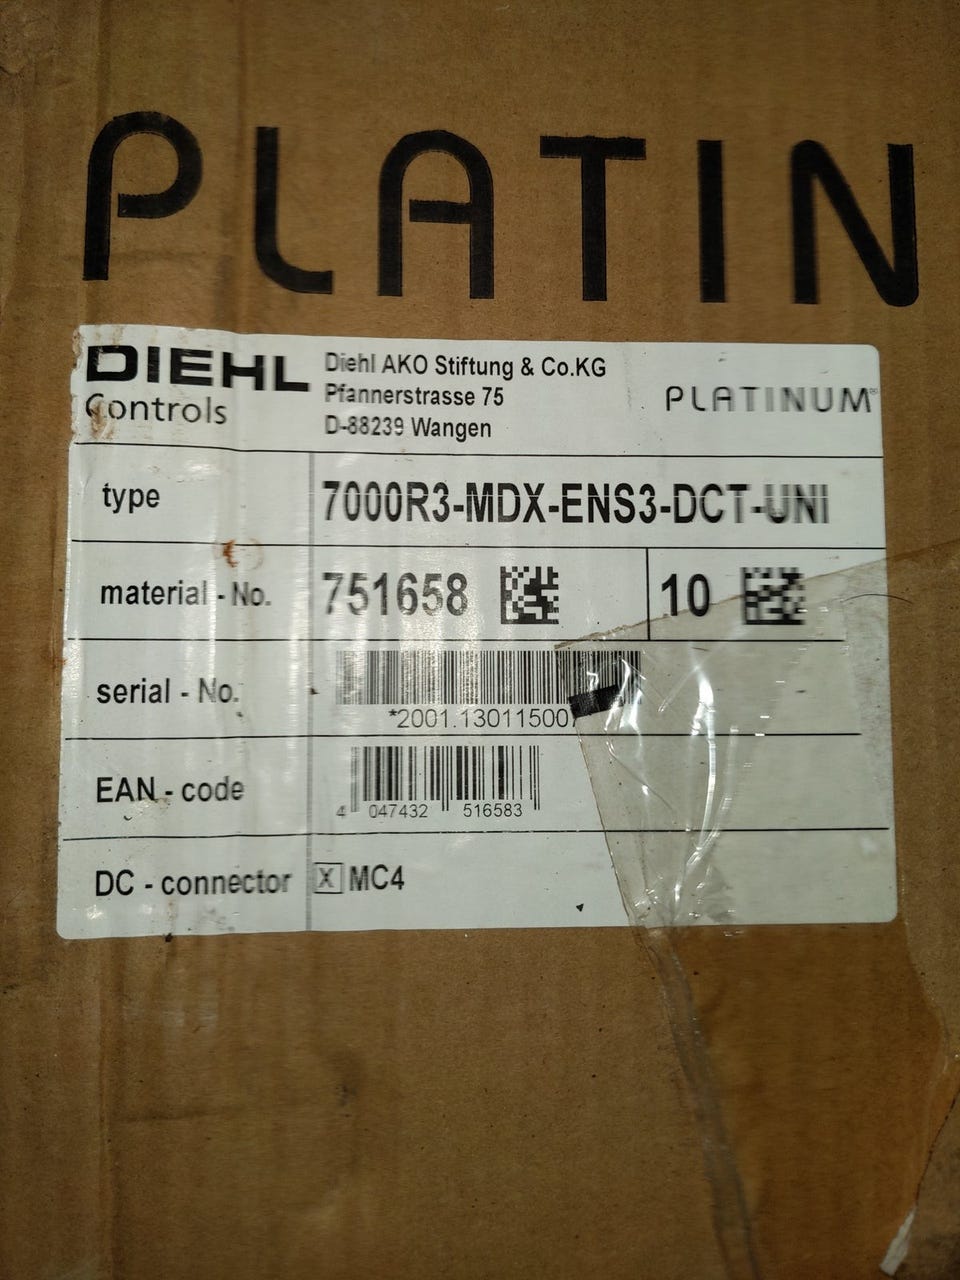 PLATIN
DIEHL
Controls
Diehl AKO Stiftung & Co.KG
Pfannerstrasse 75
D-88239 Wangen
PLATINUM®
type
7000R3-MDX-ENS3-DCT-UNI
material - No.
751658
10
serial - No.
*2001.13011500
EAN - code
4 047432 516583
DC - connector
X MC4